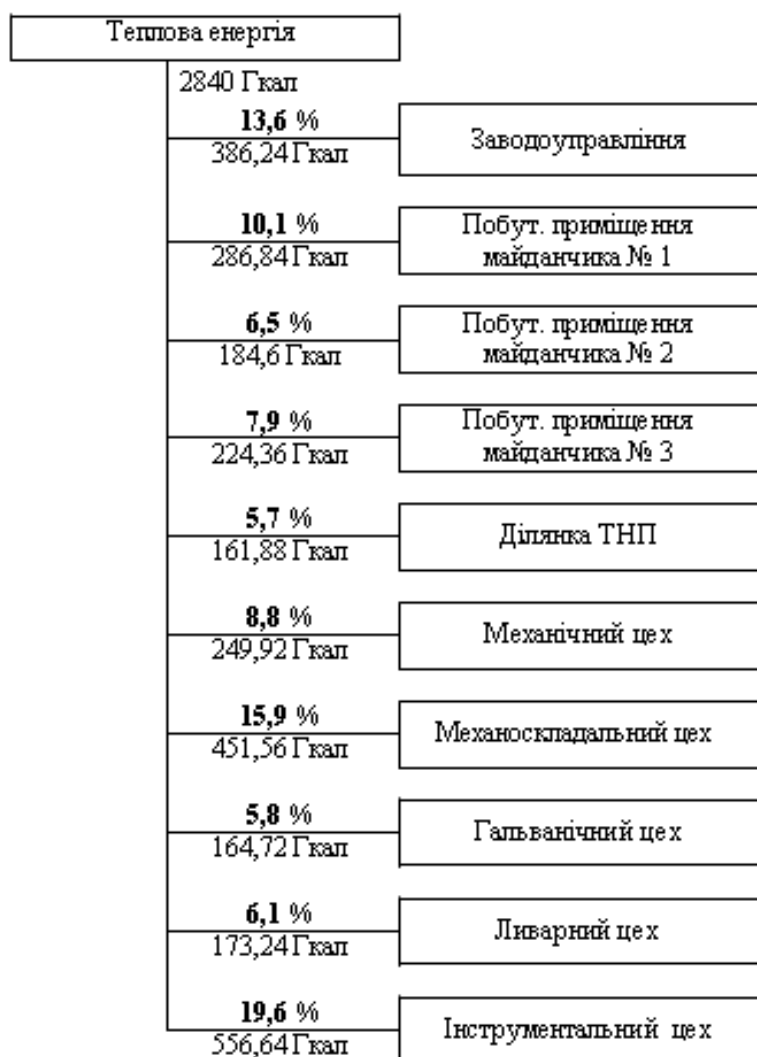 Теплова енергія
2840 Гкал
13,6 %
386,24 Гкал
Заводоуправління
10,1 %
286,84 Гкал
Побут. приміщення
майданчика № 1
6,5 %
184,6 Гкал
Побут. приміщення
майданчика № 2
7,9 %
224,36 Гкал
Побут. приміщення
майданчика № 3
5,7 %
161,88 Гкал
Ділянка ТНП
8,8 %
249,92 Гкал
Механічний цех
15,9 %
451,56 Гкал
Механоскладальний цех
5,8 %
164,72 Гкал
Гальванічний цех
6,1 %
173,24 Гкал
Ливарний цех
19,6 %
556,64 Гкал
Інструментальний цех